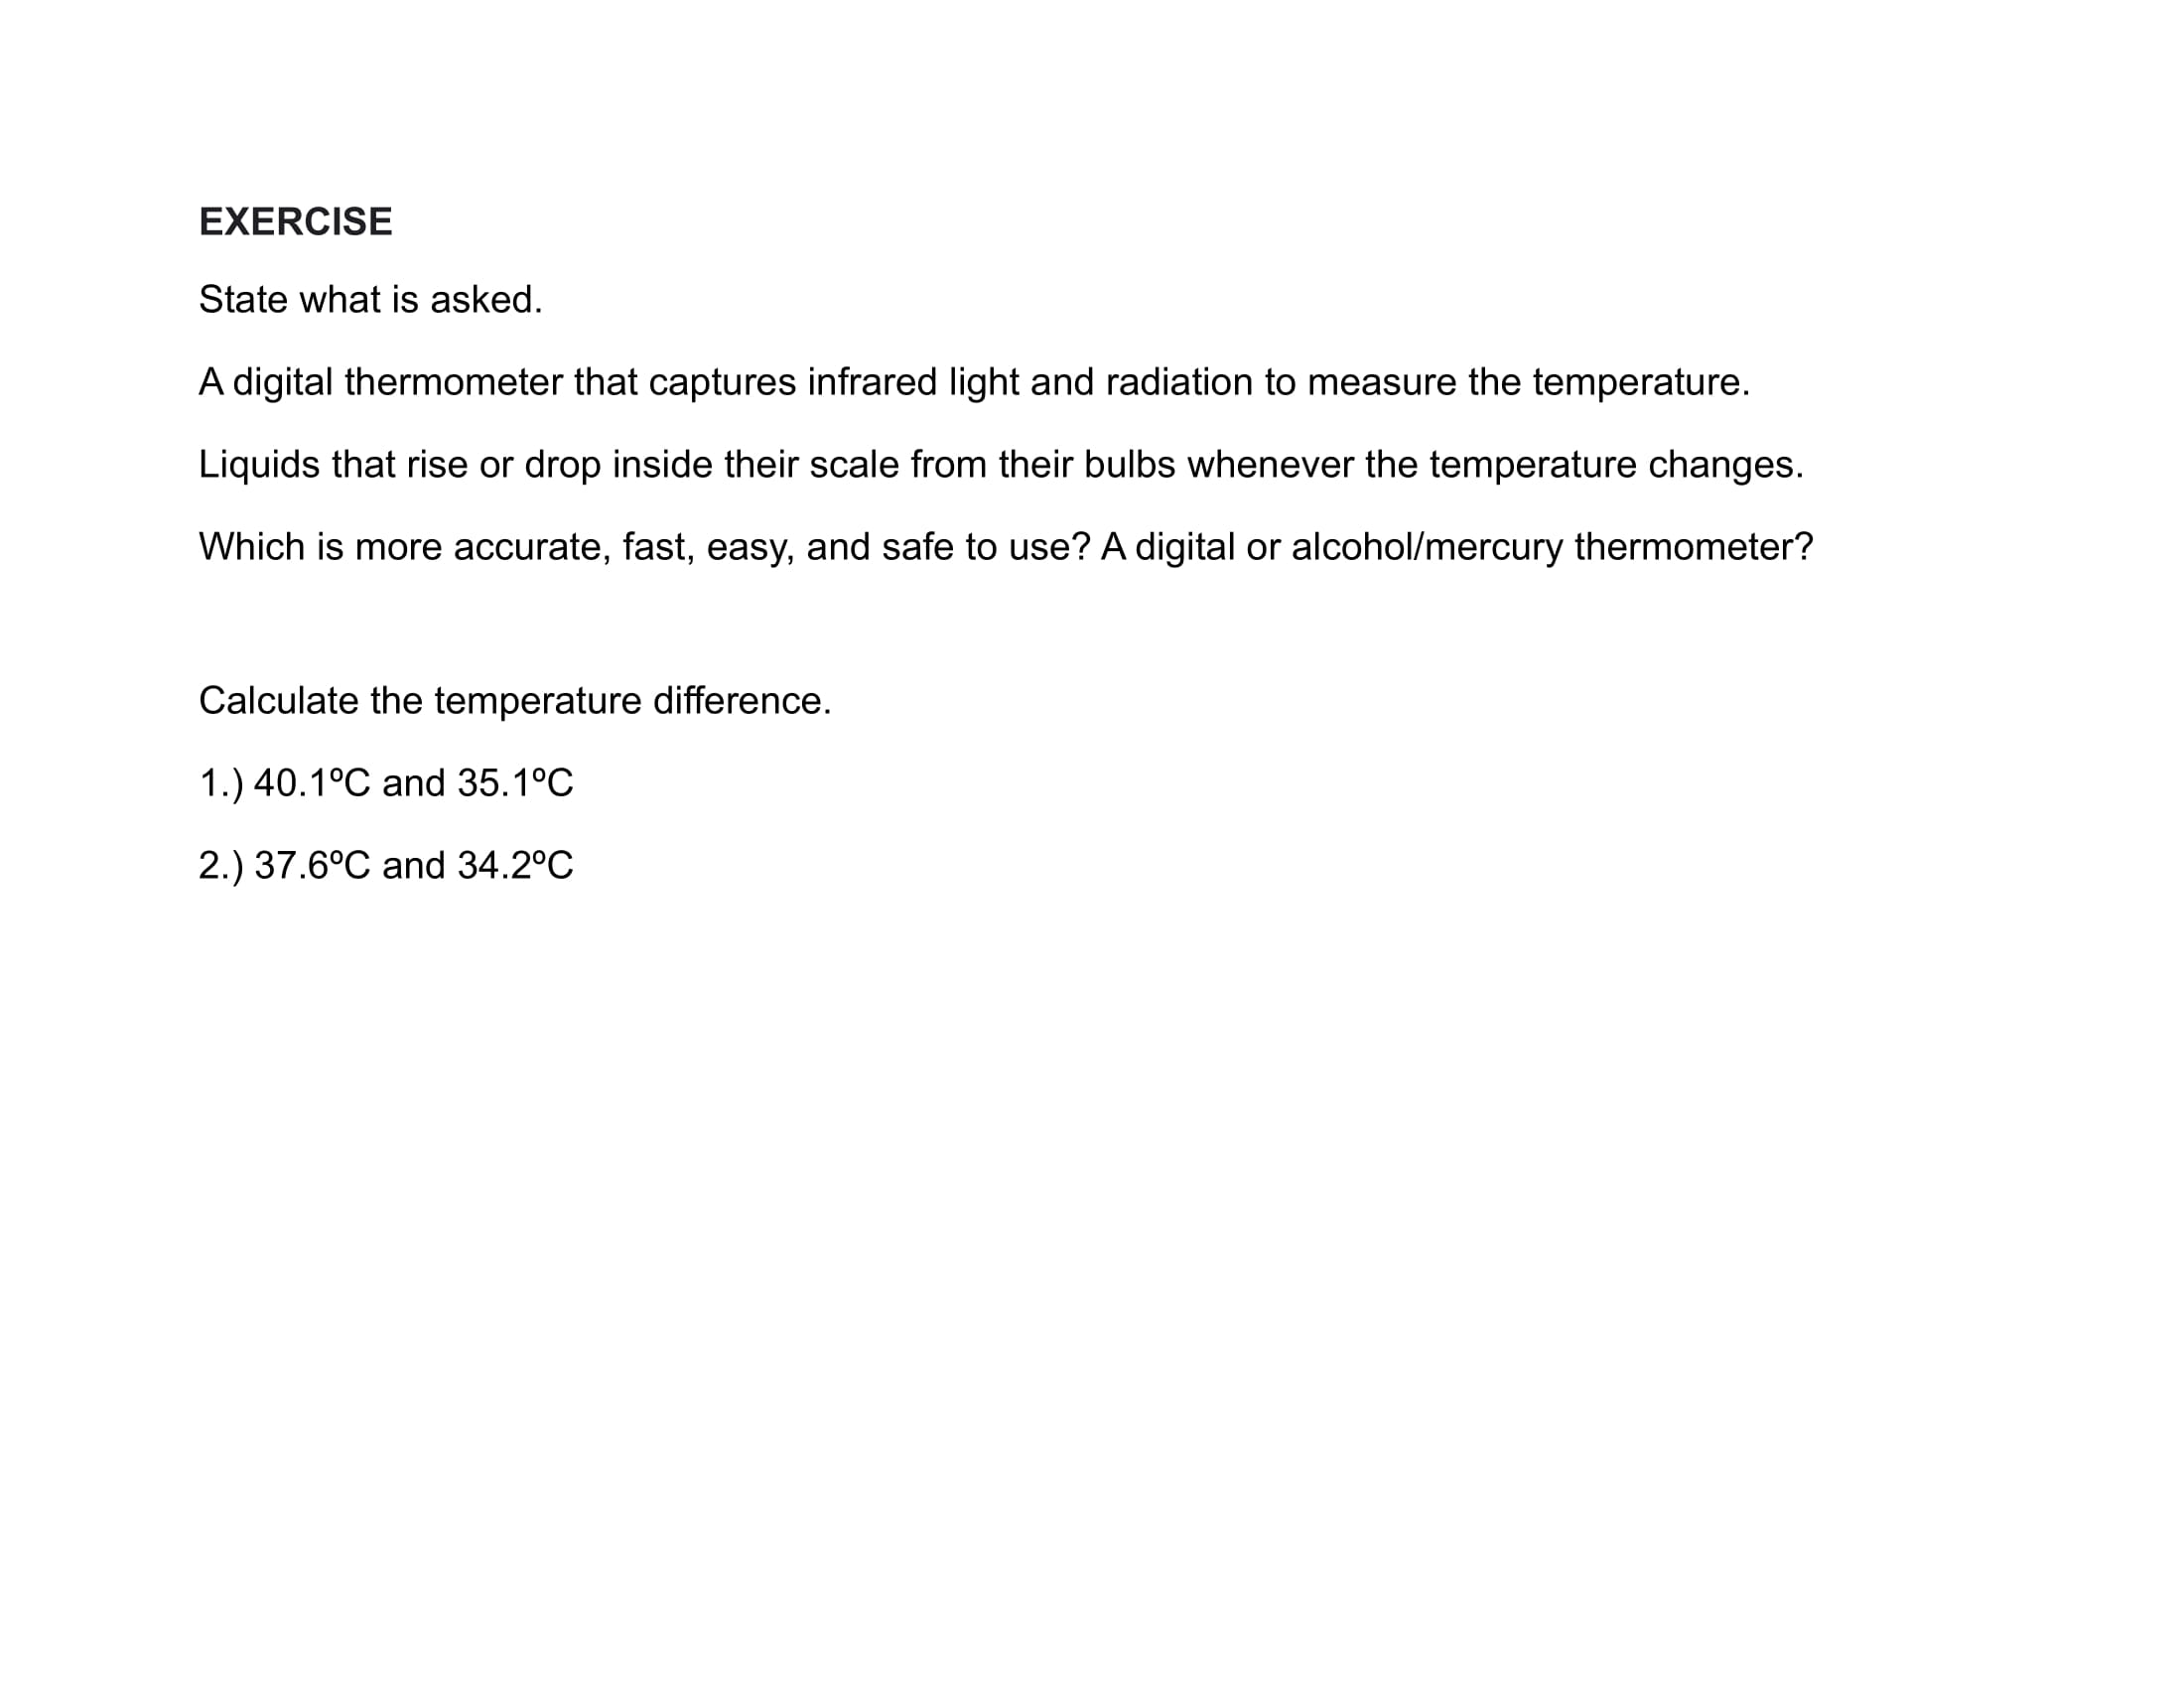 EXERCISE
State what is asked.
A digital thermometer that captures infrared light and radiation to measure the temperature.
Liquids that rise or drop inside their scale from their bulbs whenever the temperature changes.
Which is more accurate, fast, easy, and safe to use? A digital or alcohol/mercury thermometer?
Calculate the temperature difference.
1.) 40.1ºC and 35.1ºC
2.) 37.6ºC and 34.2ºC